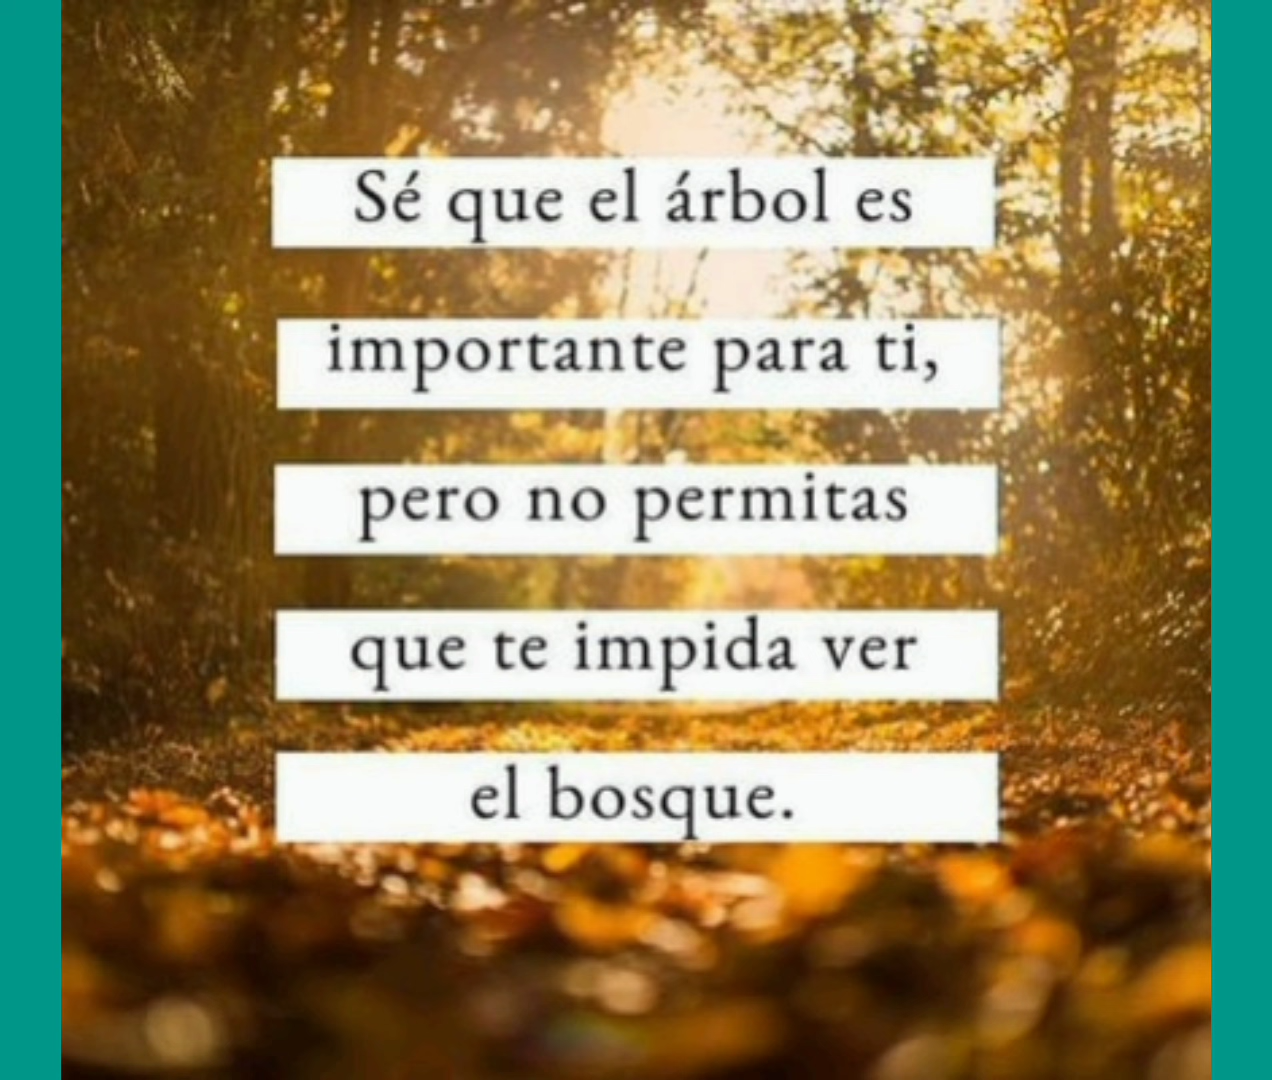 Sé que el árbol es
importante para ti,
pero no permitas
que te impida ver
el bosque.